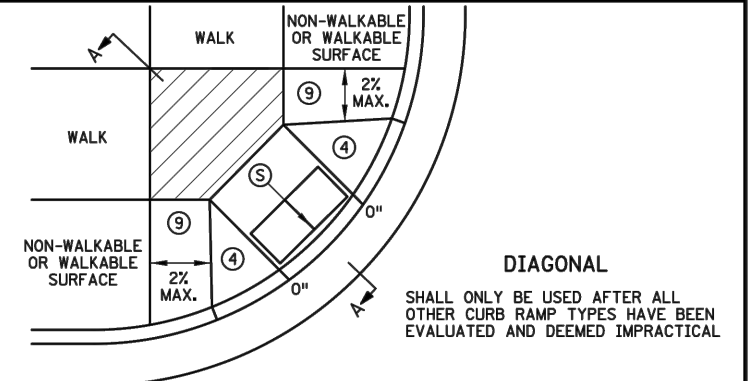 A
WALK
NON-WALKABLE
OR WALKABLE
SURFACE
9
2%
MAX.
WALK
4
S
0"
9
NON-WALKABLE
OR WALKABLE
SURFACE
2%
MAX.
4
0"
A
DIAGONAL
SHALL ONLY BE USED AFTER ALL
OTHER CURB RAMP TYPES HAVE BEEN
EVALUATED AND DEEMED IMPRACTICAL